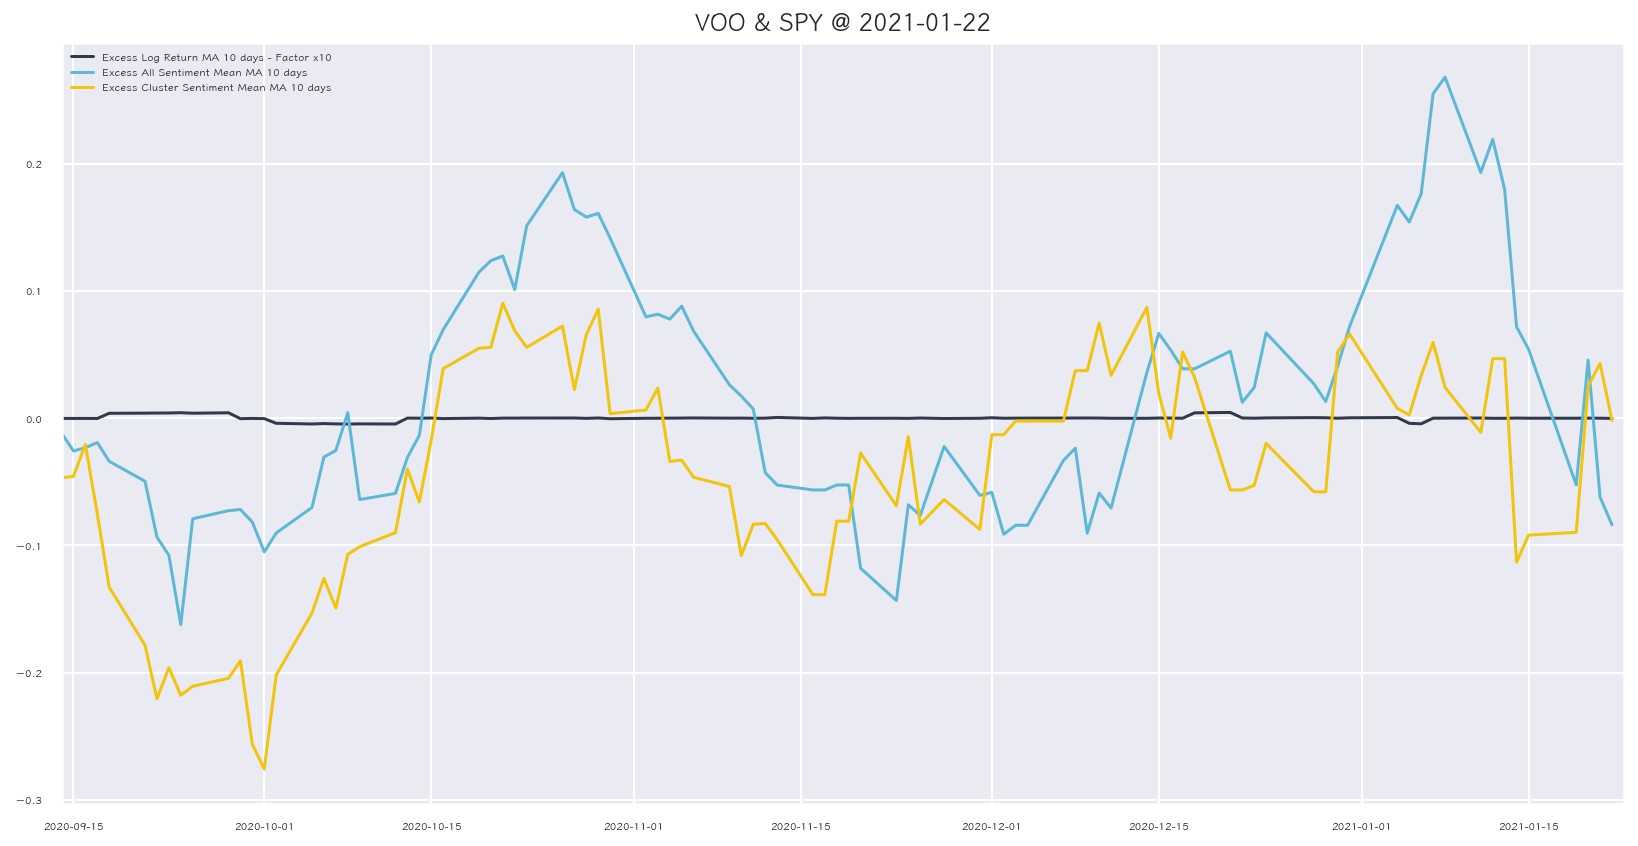 VOO & SPY @ 2021-01-22
Excess Log Return MA 10 days - Factor x10
Excess All Sentiment Mean MA 10 days
Excess Cluster Sentiment Mean MA 10 days
0.2
0.1
0.0
−0.1
−0.2
−0.3
2020-09-15 2020-10-01 2020-10-15 2020-11-01 2020-11-15 2020-12-01 2020-12-15 2021-01-01 2021-01-15